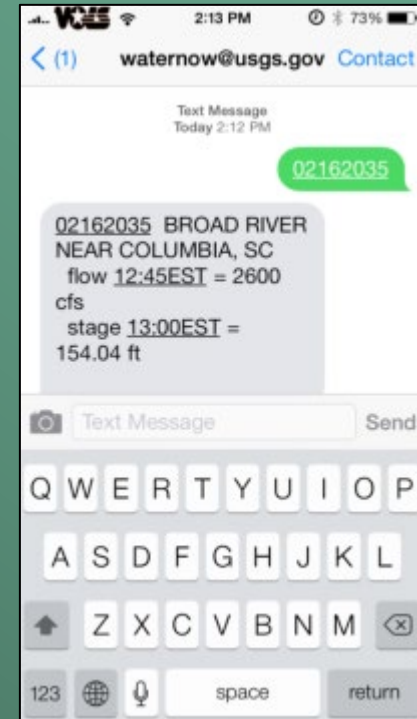 2:13 PM 73%
(1) waternow@usgs.gov Contact
Text Message
Today 2:12 PM
02162035
02162035 BROAD RIVER
NEAR COLUMBIA, SC
flow 12:45EST = 2600
cfs
stage 13:00EST =
154.04 ft
Text Message Send
Q W E R T Y U I O P
A S D F G H J K L
Z X C V B N M
123 space return